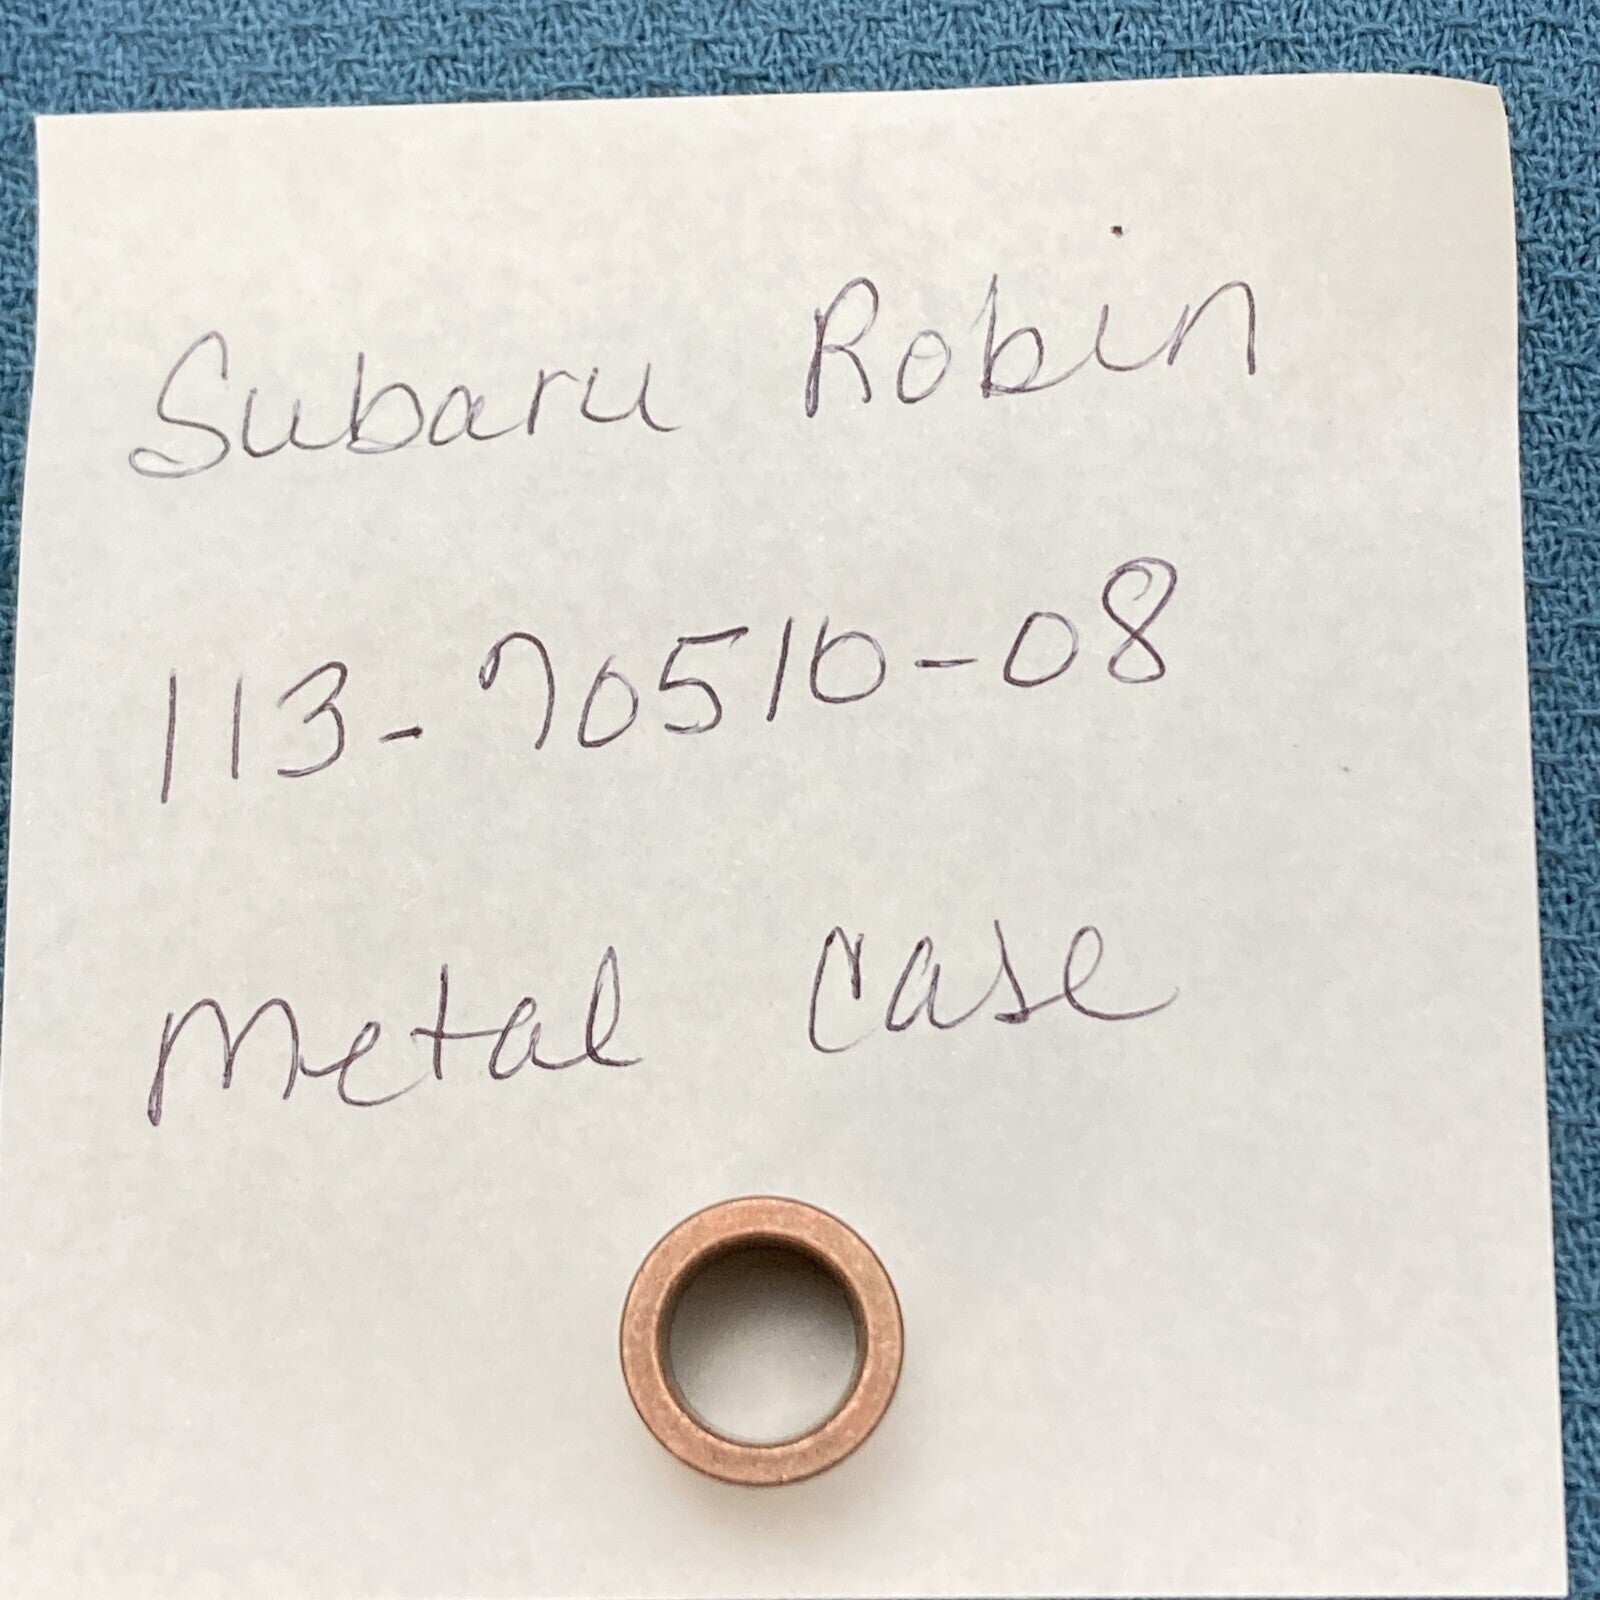 Subaru Robin
113-70510-08
Metal Case